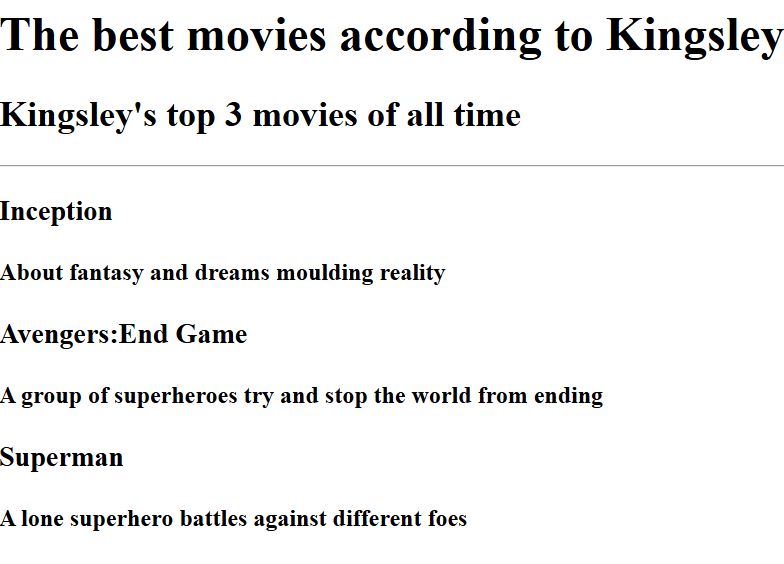 The best movies according to Kingsley
Kingsley's top 3 movies of all time
Inception
About fantasy and dreams moulding reality
Avengers:End Game
A group of superheroes try and stop the world from ending
Superman
A lone superhero battles against different foes